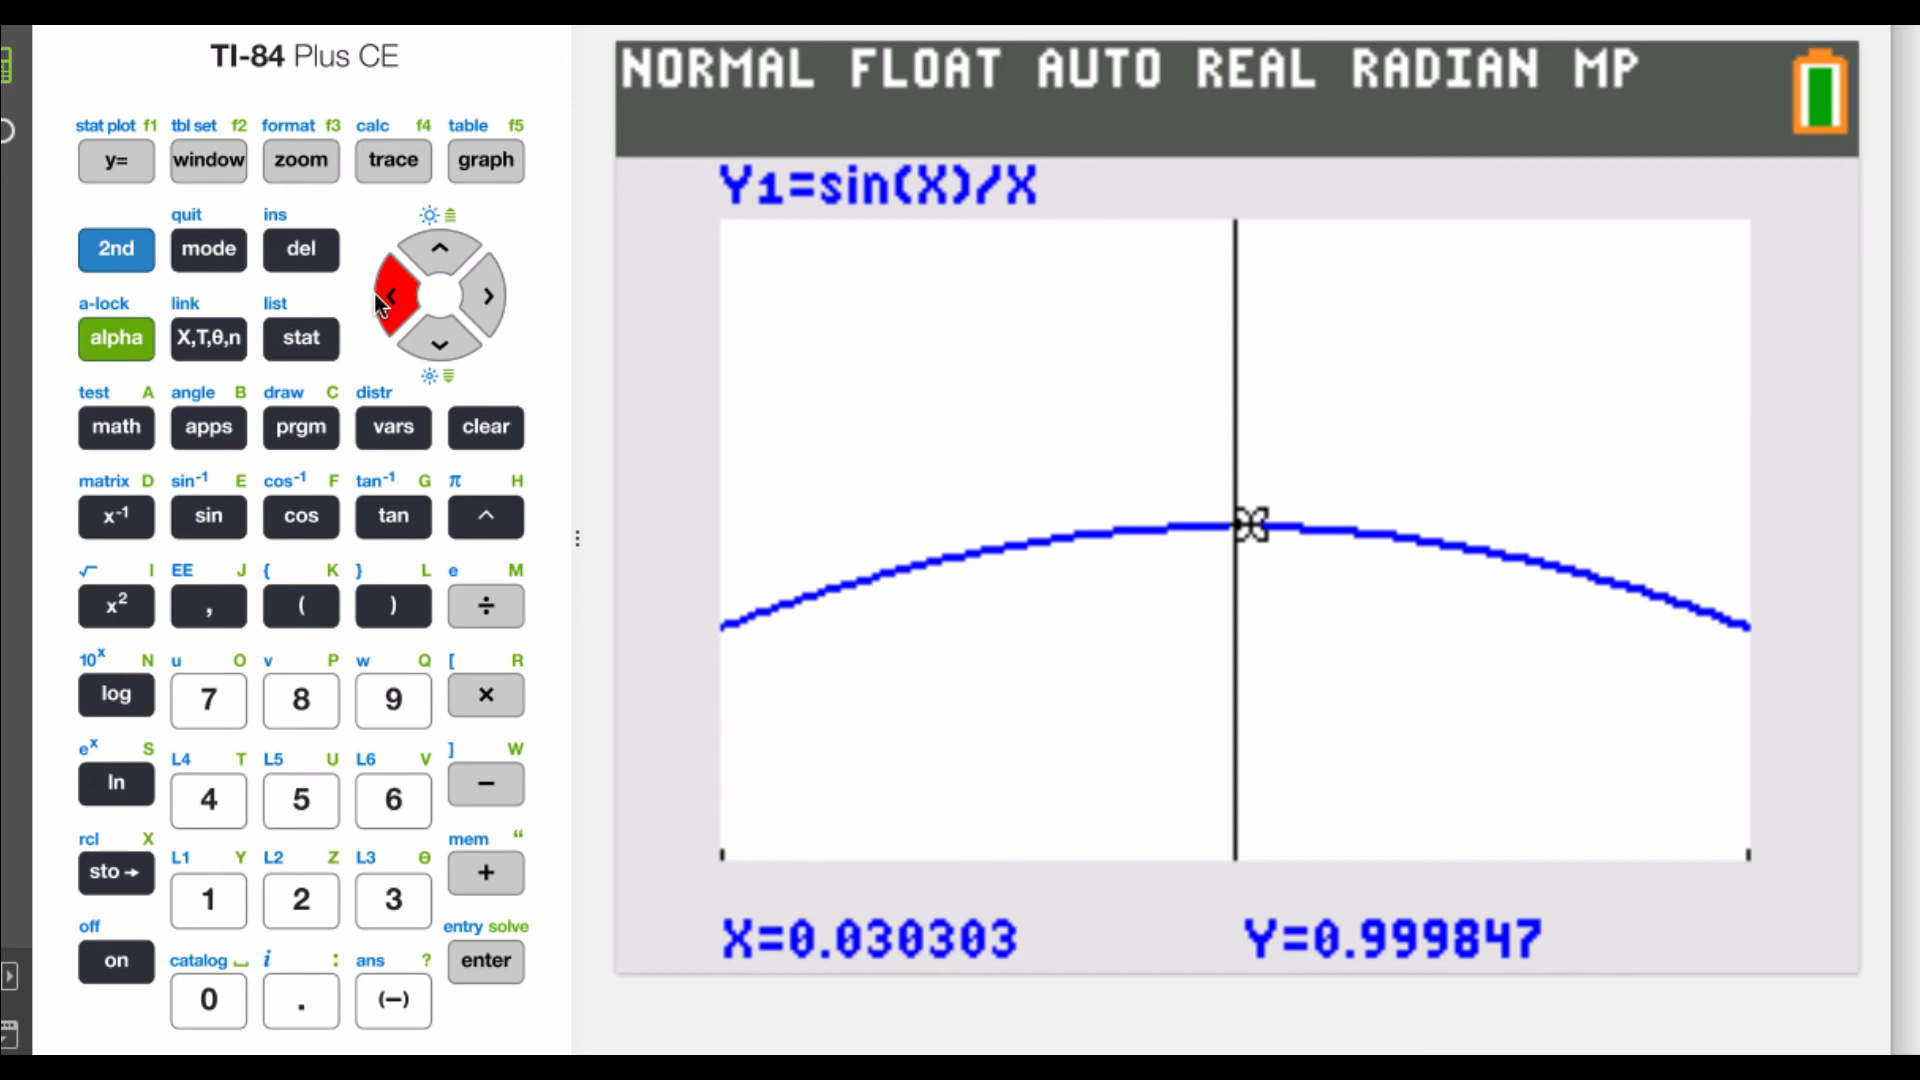 TI-84 Plus CE
stat plot f1 tbl set f2 format f3 calc f4 table f5
y= window zoom trace graph
quit ins
2nd mode del
a-lock link list
alpha X,T,θ,n stat
test A angle B draw C distr
math apps prgm vars clear
matrix D sin⁻¹ E cos⁻¹ F tan⁻¹ G π H
x⁻¹ sin cos tan ^
√ I EE J { K } L e M
x² , ( ) ÷
10ˣ N u O v P w Q [ R
log 7 8 9 ×
eˣ S L4 T L5 U L6 V ] W
ln 4 5 6 −
rcl X L1 Y L2 Z L3 θ mem “
sto→ 1 2 3 +
off catalog ⎵ i : ans ? entry solve
on 0 . (−) enter
NORMAL FLOAT AUTO REAL RADIAN MP
Y1=sin(X)/X
X=0.030303 Y=0.999847